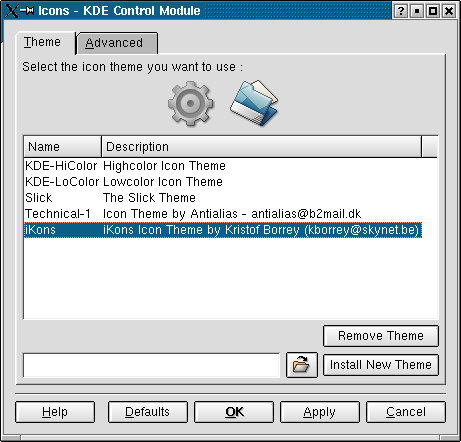 Icons - KDE Control Module
Theme Advanced
Select the icon theme you want to use :
Name Description
KDE-HiColor Highcolor Icon Theme
KDE-LoColor Lowcolor Icon Theme
Slick The Slick Theme
Technical-1 Icon Theme by Antialias - antialias@b2mail.dk
iKons iKons Icon Theme by Kristof Borrey (kborrey@skynet.be)
Remove Theme
Install New Theme
Help Defaults OK Apply Cancel